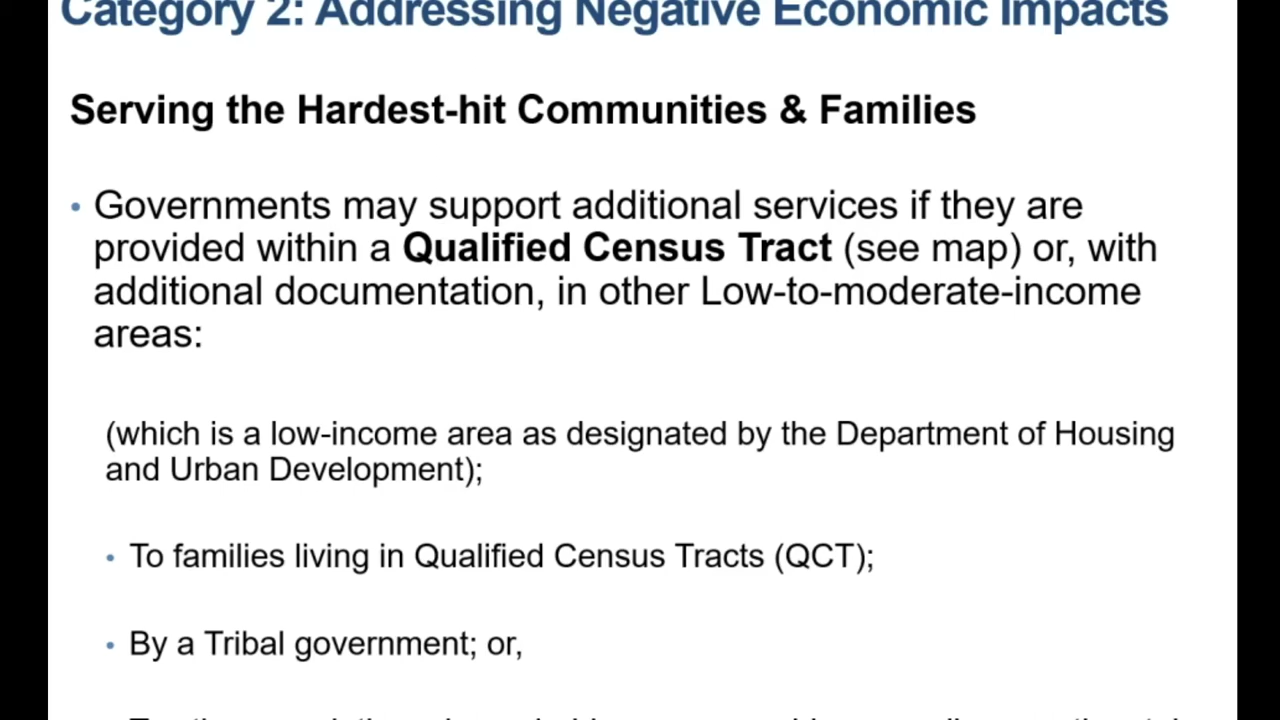 Category 2: Addressing Negative Economic Impacts
Serving the Hardest-hit Communities & Families
• Governments may support additional services if they are
provided within a Qualified Census Tract (see map) or, with
additional documentation, in other Low-to-moderate-income
areas:
(which is a low-income area as designated by the Department of Housing
and Urban Development);
• To families living in Qualified Census Tracts (QCT);
• By a Tribal government; or,